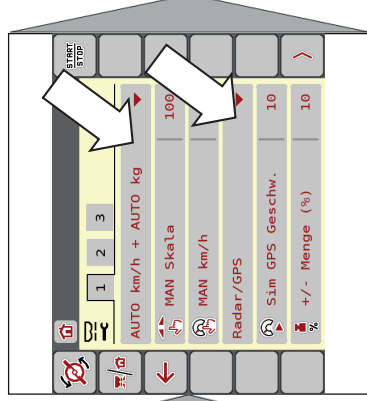 START
STOP
1 2 3
AUTO km/h + AUTO kg
MAN Skala 100
MAN km/h
Radar/GPS
Sim GPS Geschw. 10
+/- Menge (%) 10
%